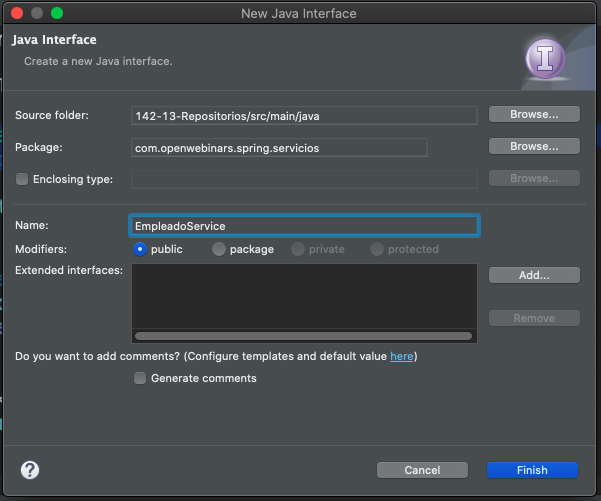 New Java Interface
Java Interface
Create a new Java interface.
I
Source folder: 142-13-Repositorios/src/main/java Browse...
Package: com.openwebinars.spring.servicios Browse...
Enclosing type: Browse...
Name: EmpleadoService
Modifiers: public package private protected
Extended interfaces: Add...
Remove
Do you want to add comments? (Configure templates and default value here)
Generate comments
? Cancel Finish